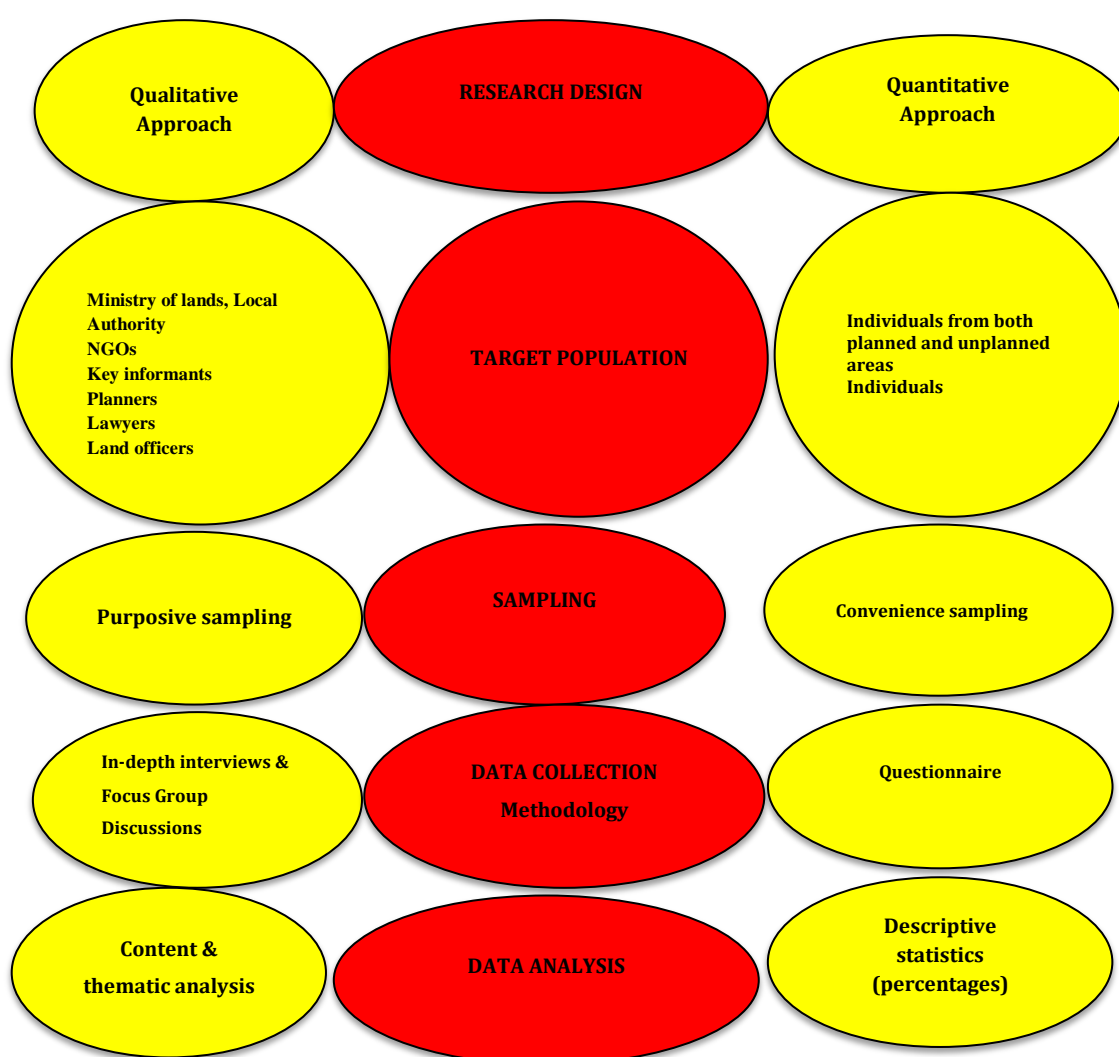 Qualitative
Approach
RESEARCH DESIGN
Quantitative
Approach
Ministry of lands, Local
Authority
NGOs
Key informants
Planners
Lawyers
Land officers
TARGET POPULATION
Individuals from both
planned and unplanned
areas
Individuals
Purposive sampling
SAMPLING
Convenience sampling
In-depth interviews &
Focus Group
Discussions
DATA COLLECTION
Methodology
Questionnaire
Content &
thematic analysis
DATA ANALYSIS
Descriptive
statistics
(percentages)